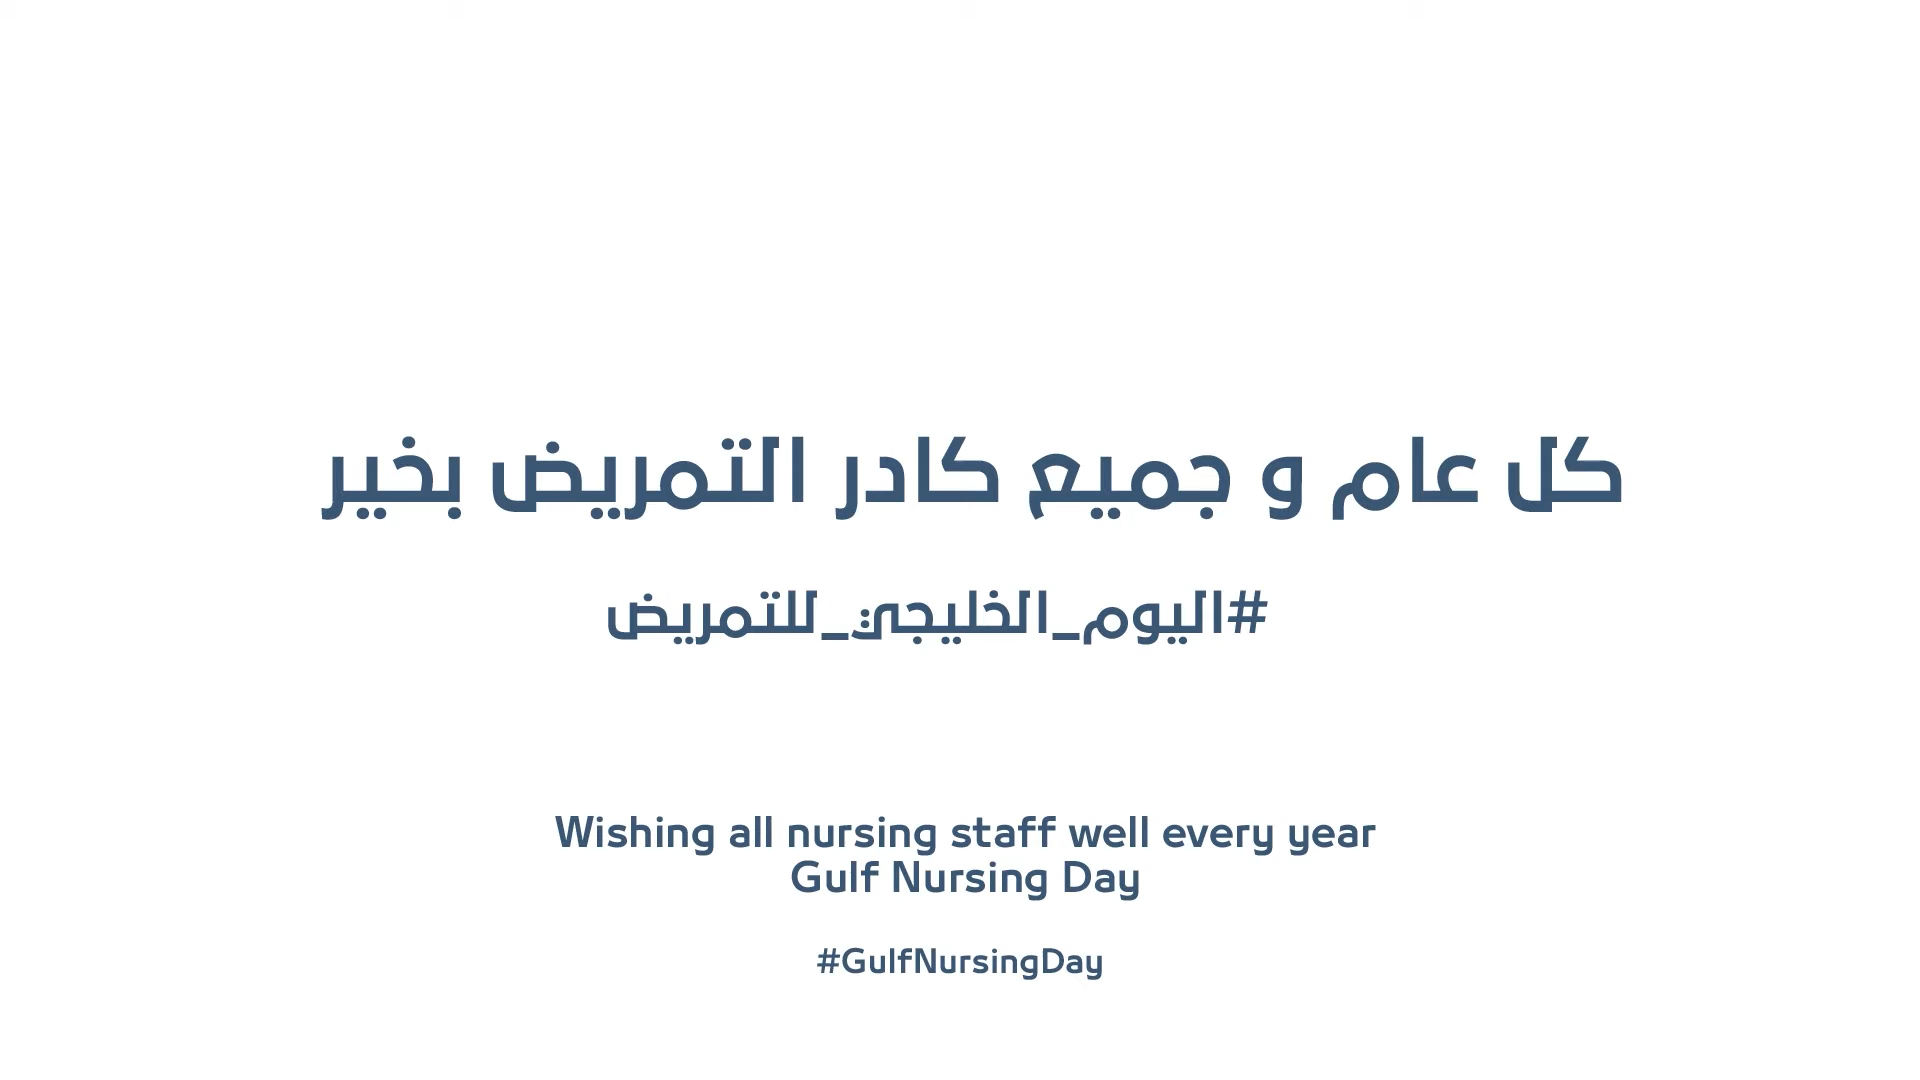 كل عام و جميع كادر التمريض بخير
#اليوم_الخليجي_للتمريض
Wishing all nursing staff well every year
Gulf Nursing Day
#GulfNursingDay